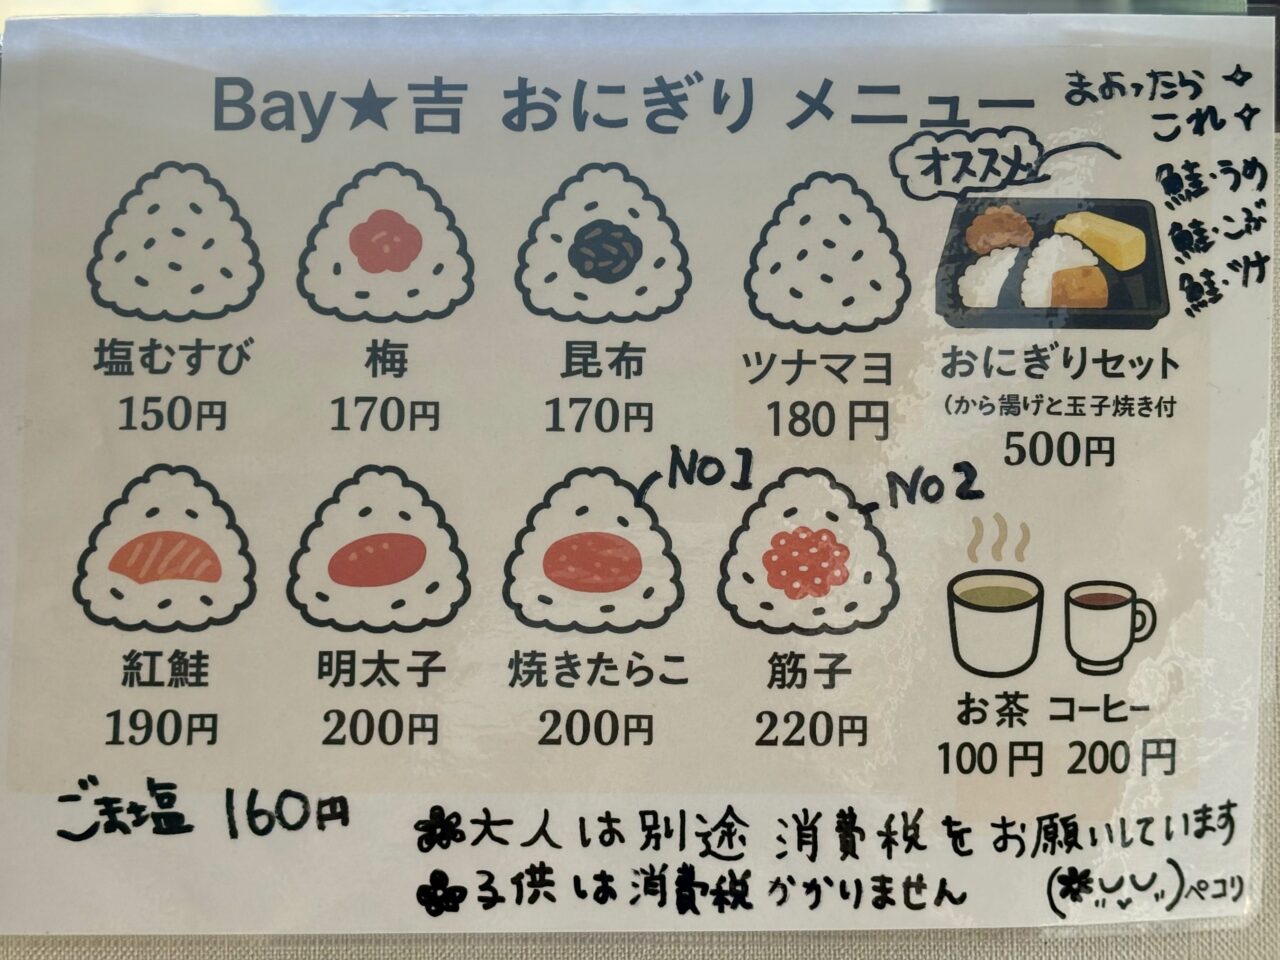 Bay★吉 おにぎり メニュー
まよったら
これ
オススメ
鮭・うめ
鮭・こぶ
鮭・ツナ
塩むすび
150円
梅
170円
昆布
170円
ツナマヨ
180円
おにぎりセット
(から揚げと玉子焼き付
500円
No1
No2
紅鮭
190円
明太子
200円
焼きたらこ
200円
筋子
220円
お茶
100円
コーヒー
200円
ごま塩 160円
大人は別途 消費税をお願いしています
子供は消費税かかりません
ペコリ